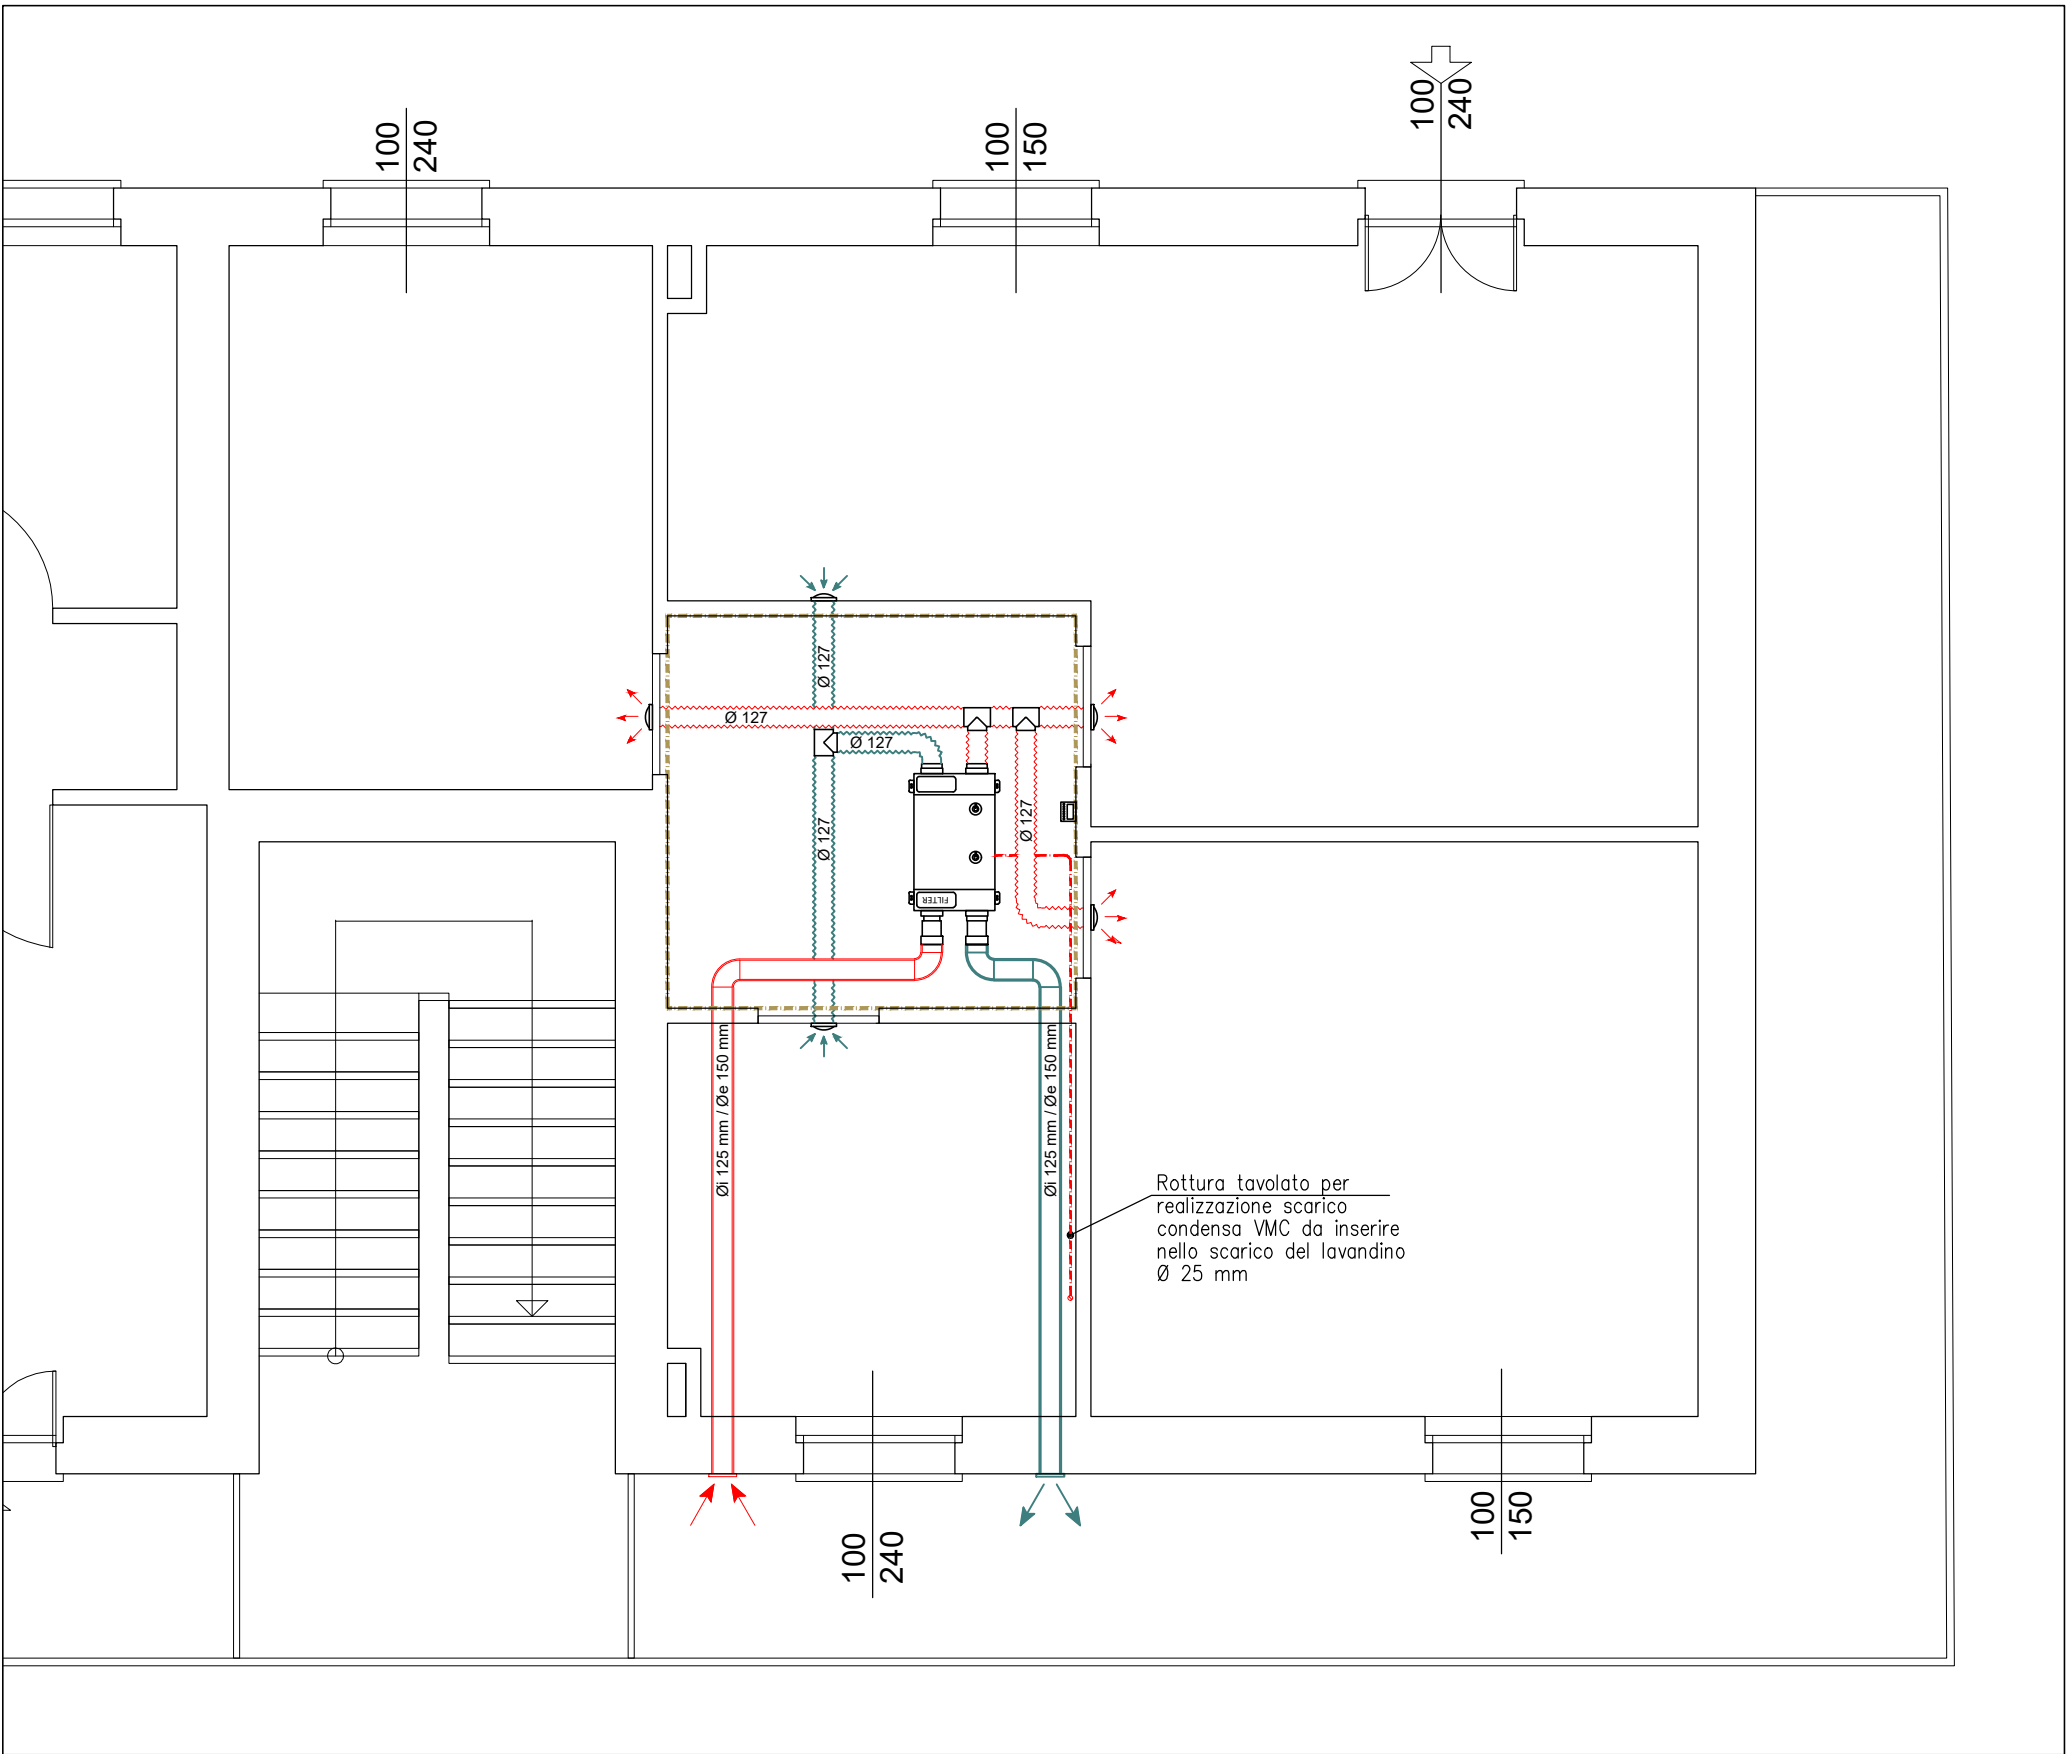 100
240
100
150
100
240
Ø 127
Ø 127
Ø 127
Ø 127
Ø 127
FILTER
Øi 125 mm / Øe 150 mm
Øi 125 mm / Øe 150 mm
Rottura tavolato per
realizzazione scarico
condensa VMC da inserire
nello scarico del lavandino
Ø 25 mm
100
240
100
150